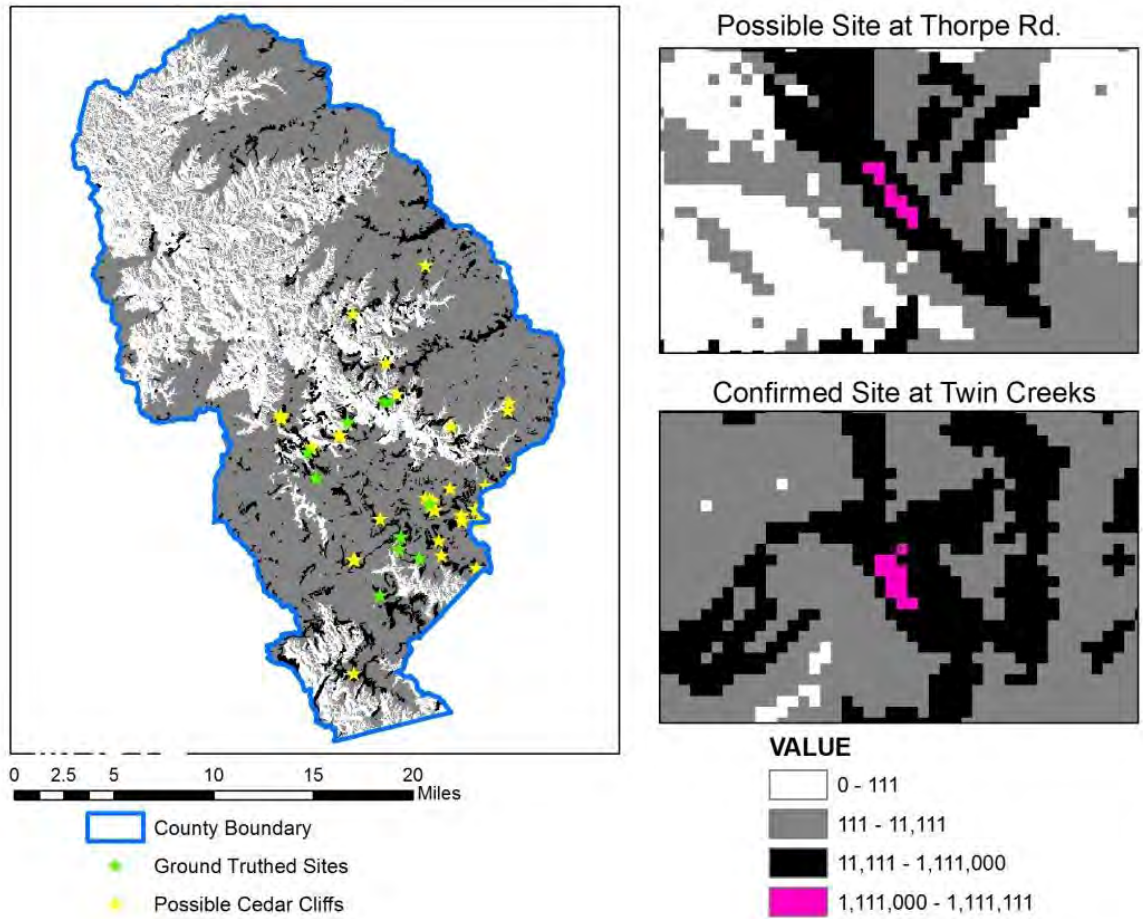 Possible Site at Thorpe Rd.
Confirmed Site at Twin Creeks
0 2.5 5 10 15 20
Miles
County Boundary
Ground Truthed Sites
Possible Cedar Cliffs
VALUE
0 - 111
111 - 11,111
11,111 - 1,111,000
1,111,000 - 1,111,111